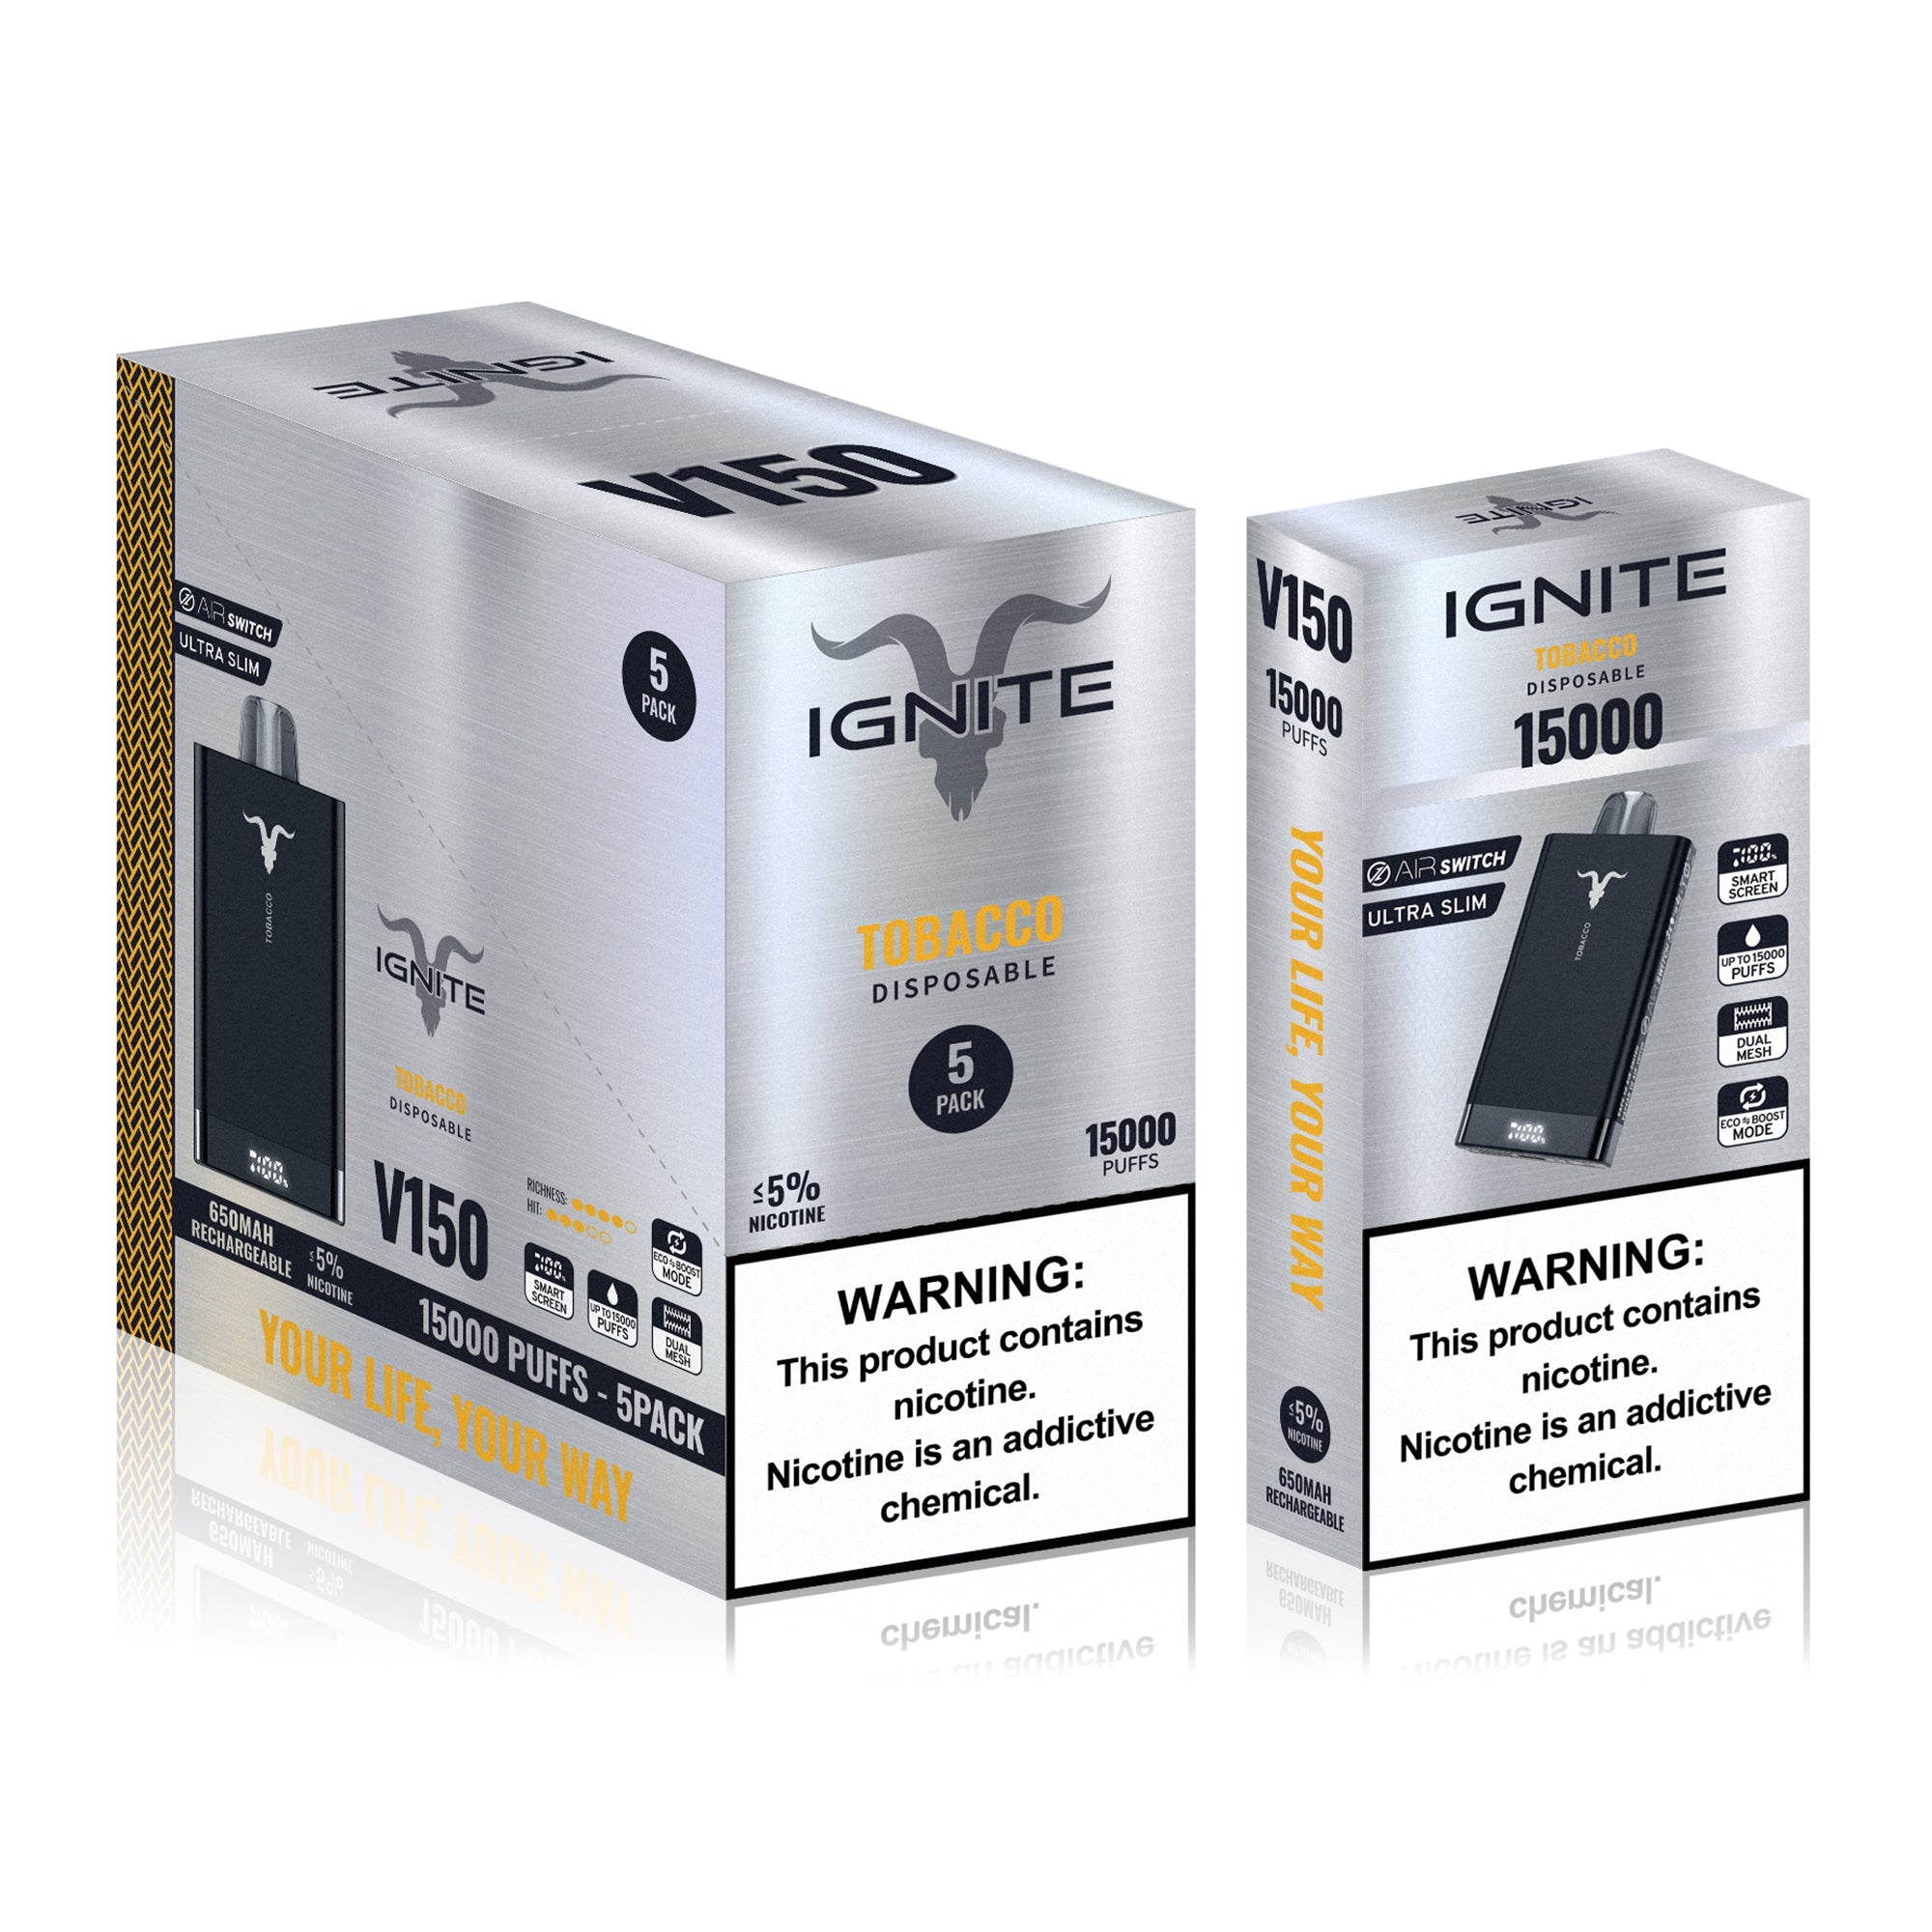 IGNITE
V150
AIR SWITCH
ULTRA SLIM
5
PACK
TOBACCO
IGNITE
TOBACCO
DISPOSABLE
V150
RICHNESS:
HIT:
7100%
650MAH
RECHARGEABLE
≤5%
NICOTINE
SMART
SCREEN
UP TO 15000
PUFFS
ECO BOOST
MODE
DUAL
MESH
15000 PUFFS - 5PACK
YOUR LIFE, YOUR WAY
IGNITE
TOBACCO
DISPOSABLE
5
PACK
15000
PUFFS
≤5%
NICOTINE
WARNING:
This product contains
nicotine.
Nicotine is an addictive
chemical.
IGNITE
V150
15000
PUFFS
YOUR LIFE, YOUR WAY
≤5%
NICOTINE
650MAH
RECHARGEABLE
IGNITE
TOBACCO
DISPOSABLE
15000
AIR SWITCH
ULTRA SLIM
TOBACCO
SMART
SCREEN
UP TO 15000
PUFFS
DUAL
MESH
ECO BOOST
MODE
WARNING:
This product contains
nicotine.
Nicotine is an addictive
chemical.